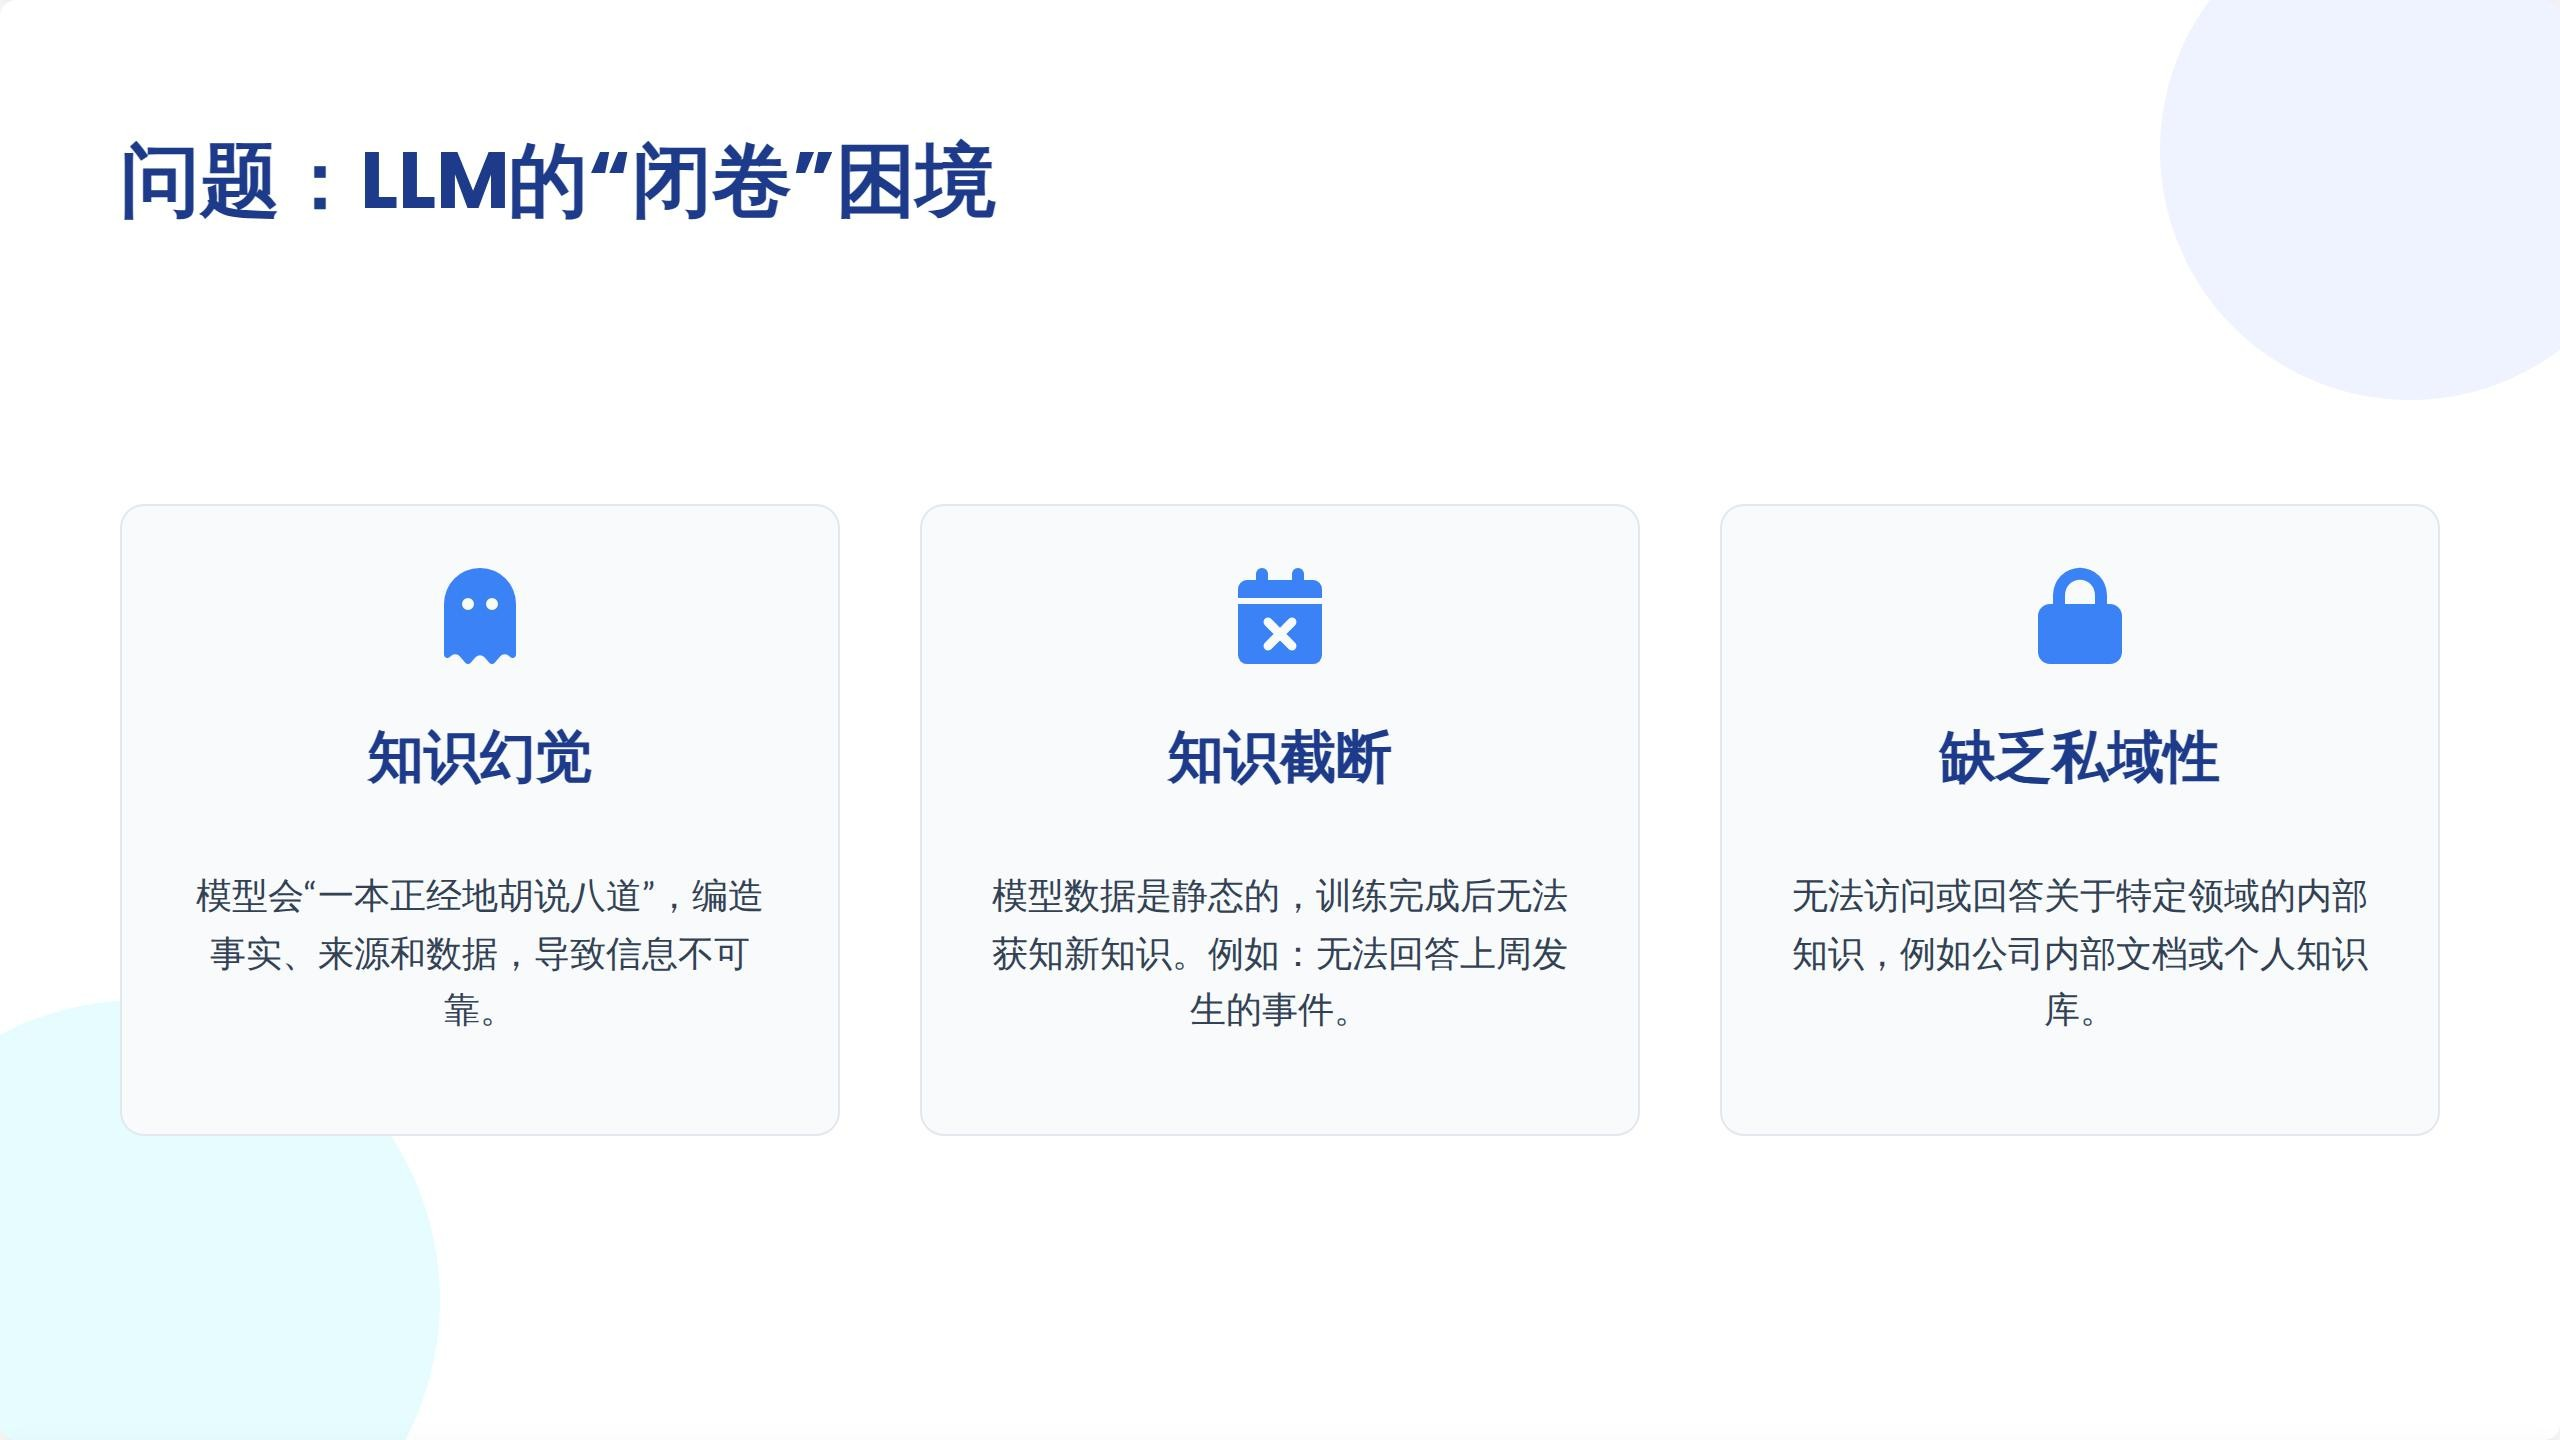 问题：LLM的“闭卷”困境
知识幻觉
模型会“一本正经地胡说八道”，编造
事实、来源和数据，导致信息不可
靠。
知识截断
模型数据是静态的，训练完成后无法
获知新知识。例如：无法回答上周发
生的事件。
缺乏私域性
无法访问或回答关于特定领域的内部
知识，例如公司内部文档或个人知识
库。